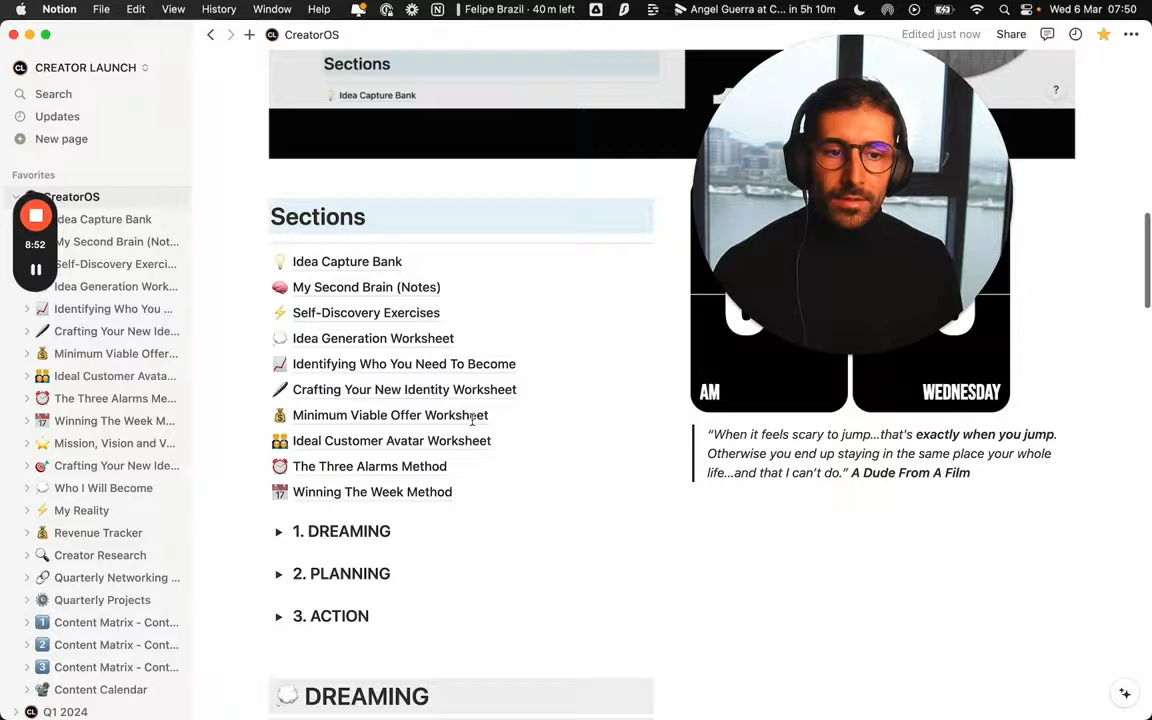 Notion File Edit View History Window Help Felipe Brazil · 40 m left Angel Guerra at C... in 5h 10m Wed 6 Mar 07:50
CreatorOS Edited just now Share
CL CREATOR LAUNCH
Search
Updates
New page
Favorites
CreatorOS
dea Capture Bank
My Second Brain (Not...
Self-Discovery Exerci...
Idea Generation Work...
Identifying Who You ...
Crafting Your New Ide...
Minimum Viable Offer...
Ideal Customer Avata...
The Three Alarms Me...
Winning The Week M...
Mission, Vision and V...
Crafting Your New Ide...
Who I Will Become
My Reality
Revenue Tracker
Creator Research
Quarterly Networking ...
Quarterly Projects
1 Content Matrix - Cont...
2 Content Matrix - Cont...
3 Content Matrix - Cont...
Content Calendar
CL Q1 2024
8:52
Sections
Idea Capture Bank
?
Sections
Idea Capture Bank
My Second Brain (Notes)
Self-Discovery Exercises
Idea Generation Worksheet
Identifying Who You Need To Become
Crafting Your New Identity Worksheet
Minimum Viable Offer Worksheet
Ideal Customer Avatar Worksheet
The Three Alarms Method
17 Winning The Week Method
1. DREAMING
2. PLANNING
3. ACTION
DREAMING
AM WEDNESDAY
“When it feels scary to jump...that's exactly when you jump.
Otherwise you end up staying in the same place your whole
life...and that I can't do.” A Dude From A Film